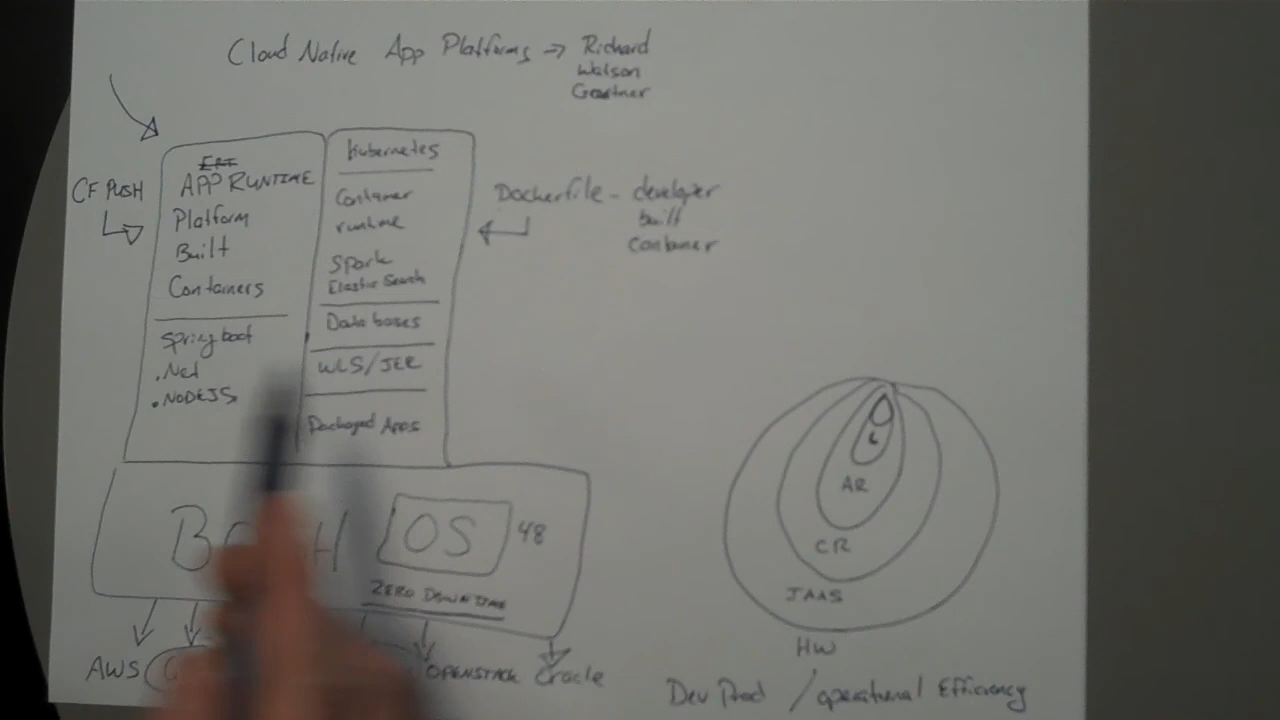 Cloud Native App Platforms → Richard
Watson
Gartner
CF PUSH
APP RUNTIME
Platform
Built
Containers
Spring boot
.Net
.NODEJS
Kubernetes
Container
runtime
Spark
Elastic Search
Databases
WLS/JER
Packaged Apps
Dockerfile - developer
built
container
OS
48
ZERO DOWNTIME
AWS
OPENSTACK
Oracle
L
AR
CR
IAAS
HW
Dev Prod / operational Efficiency